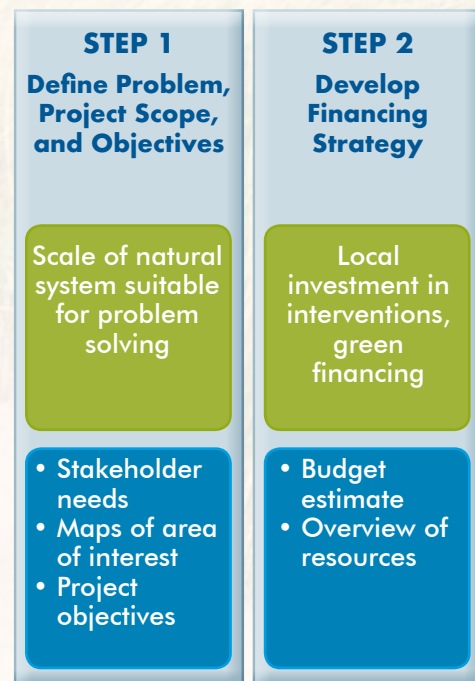 STEP 1
Define Problem,
Project Scope,
and Objectives
Scale of natural
system suitable
for problem
solving
• Stakeholder
needs
• Maps of area
of interest
• Project
objectives
STEP 2
Develop
Financing
Strategy
Local
investment in
interventions,
green
financing
• Budget
estimate
• Overview of
resources